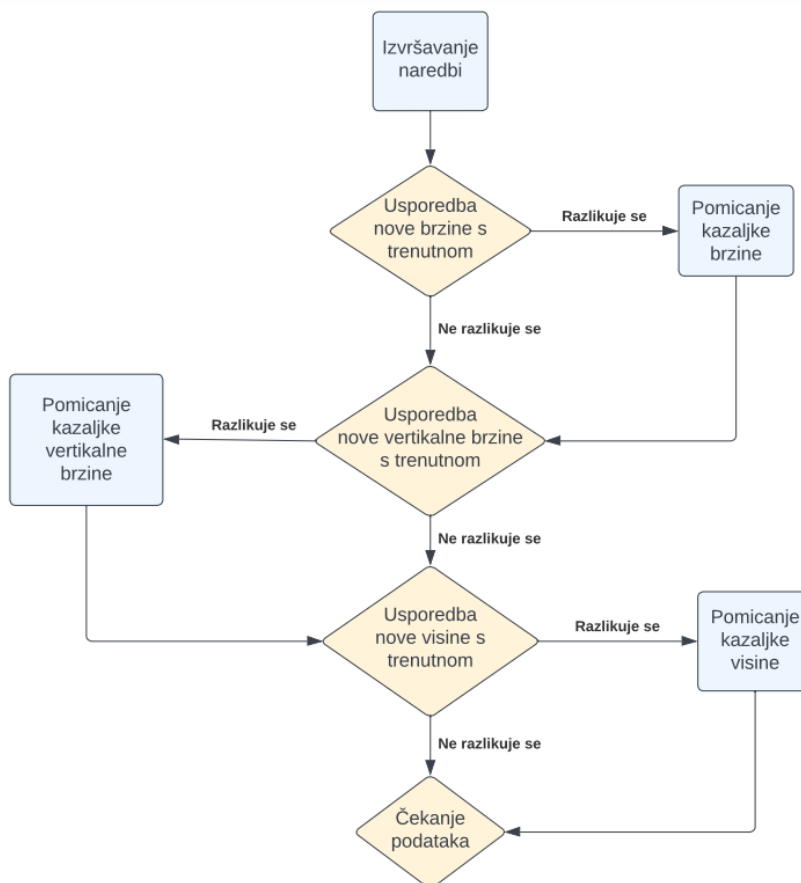 Izvršavanje
naredbi
Usporedba
nove brzine s
trenutnom
Razlikuje se
Pomicanje
kazaljke
brzine
Ne razlikuje se
Usporedba
nove vertikalne brzine
s trenutnom
Razlikuje se
Pomicanje
kazaljke
vertikalne
brzine
Ne razlikuje se
Usporedba
nove visine s
trenutnom
Razlikuje se
Pomicanje
kazaljke
visine
Ne razlikuje se
Čekanje
podataka